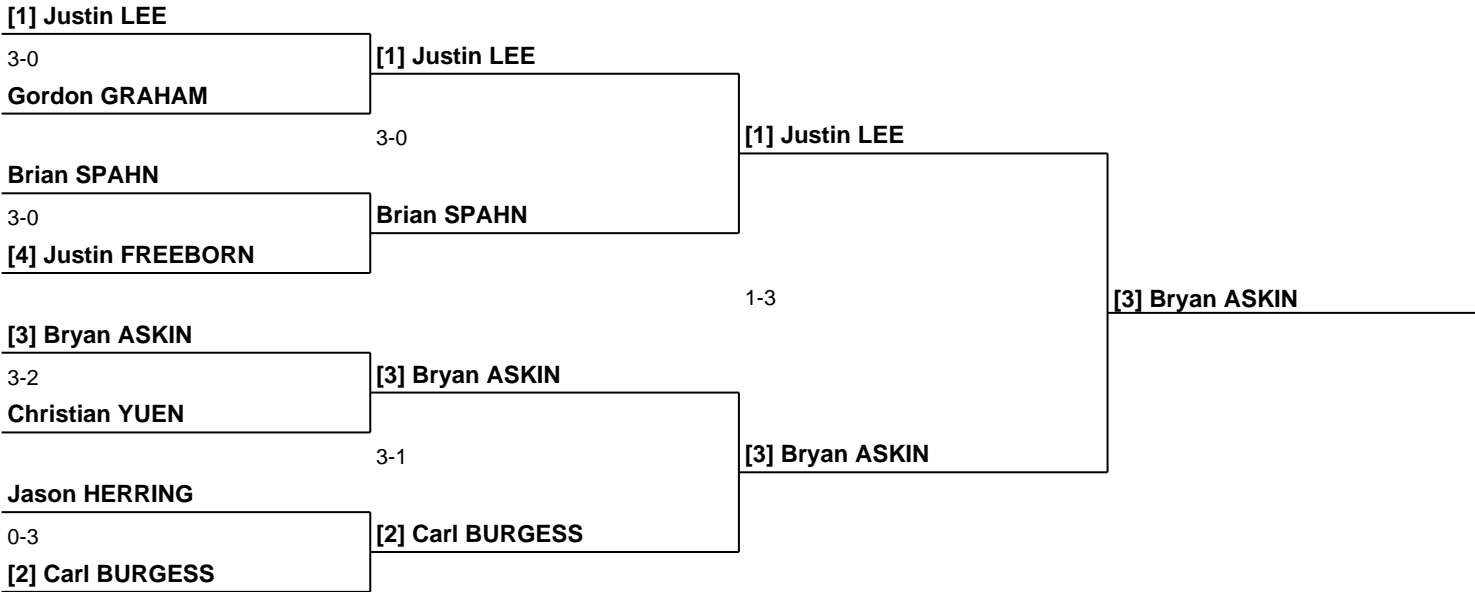 [1] Justin LEE
3-0
[1] Justin LEE
Gordon GRAHAM
3-0
[1] Justin LEE
Brian SPAHN
3-0
Brian SPAHN
[4] Justin FREEBORN
1-3
[3] Bryan ASKIN
[3] Bryan ASKIN
3-2
[3] Bryan ASKIN
Christian YUEN
3-1
[3] Bryan ASKIN
Jason HERRING
0-3
[2] Carl BURGESS
[2] Carl BURGESS